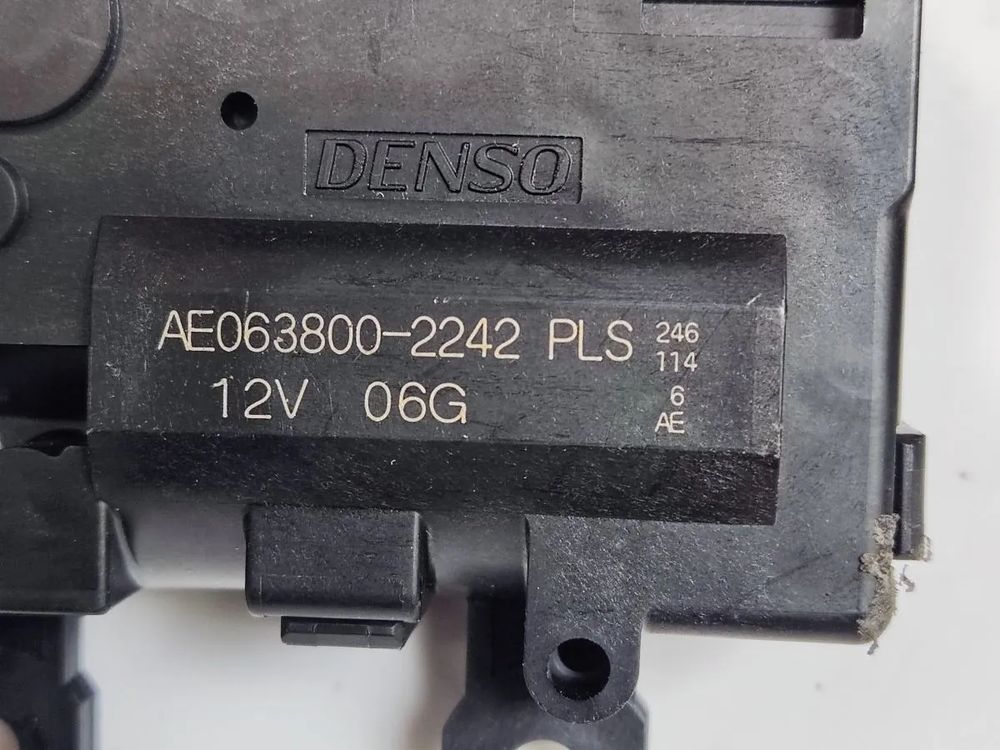 DENSO
AE063800-2242 PLS
12V 06G
246
114
6
AE